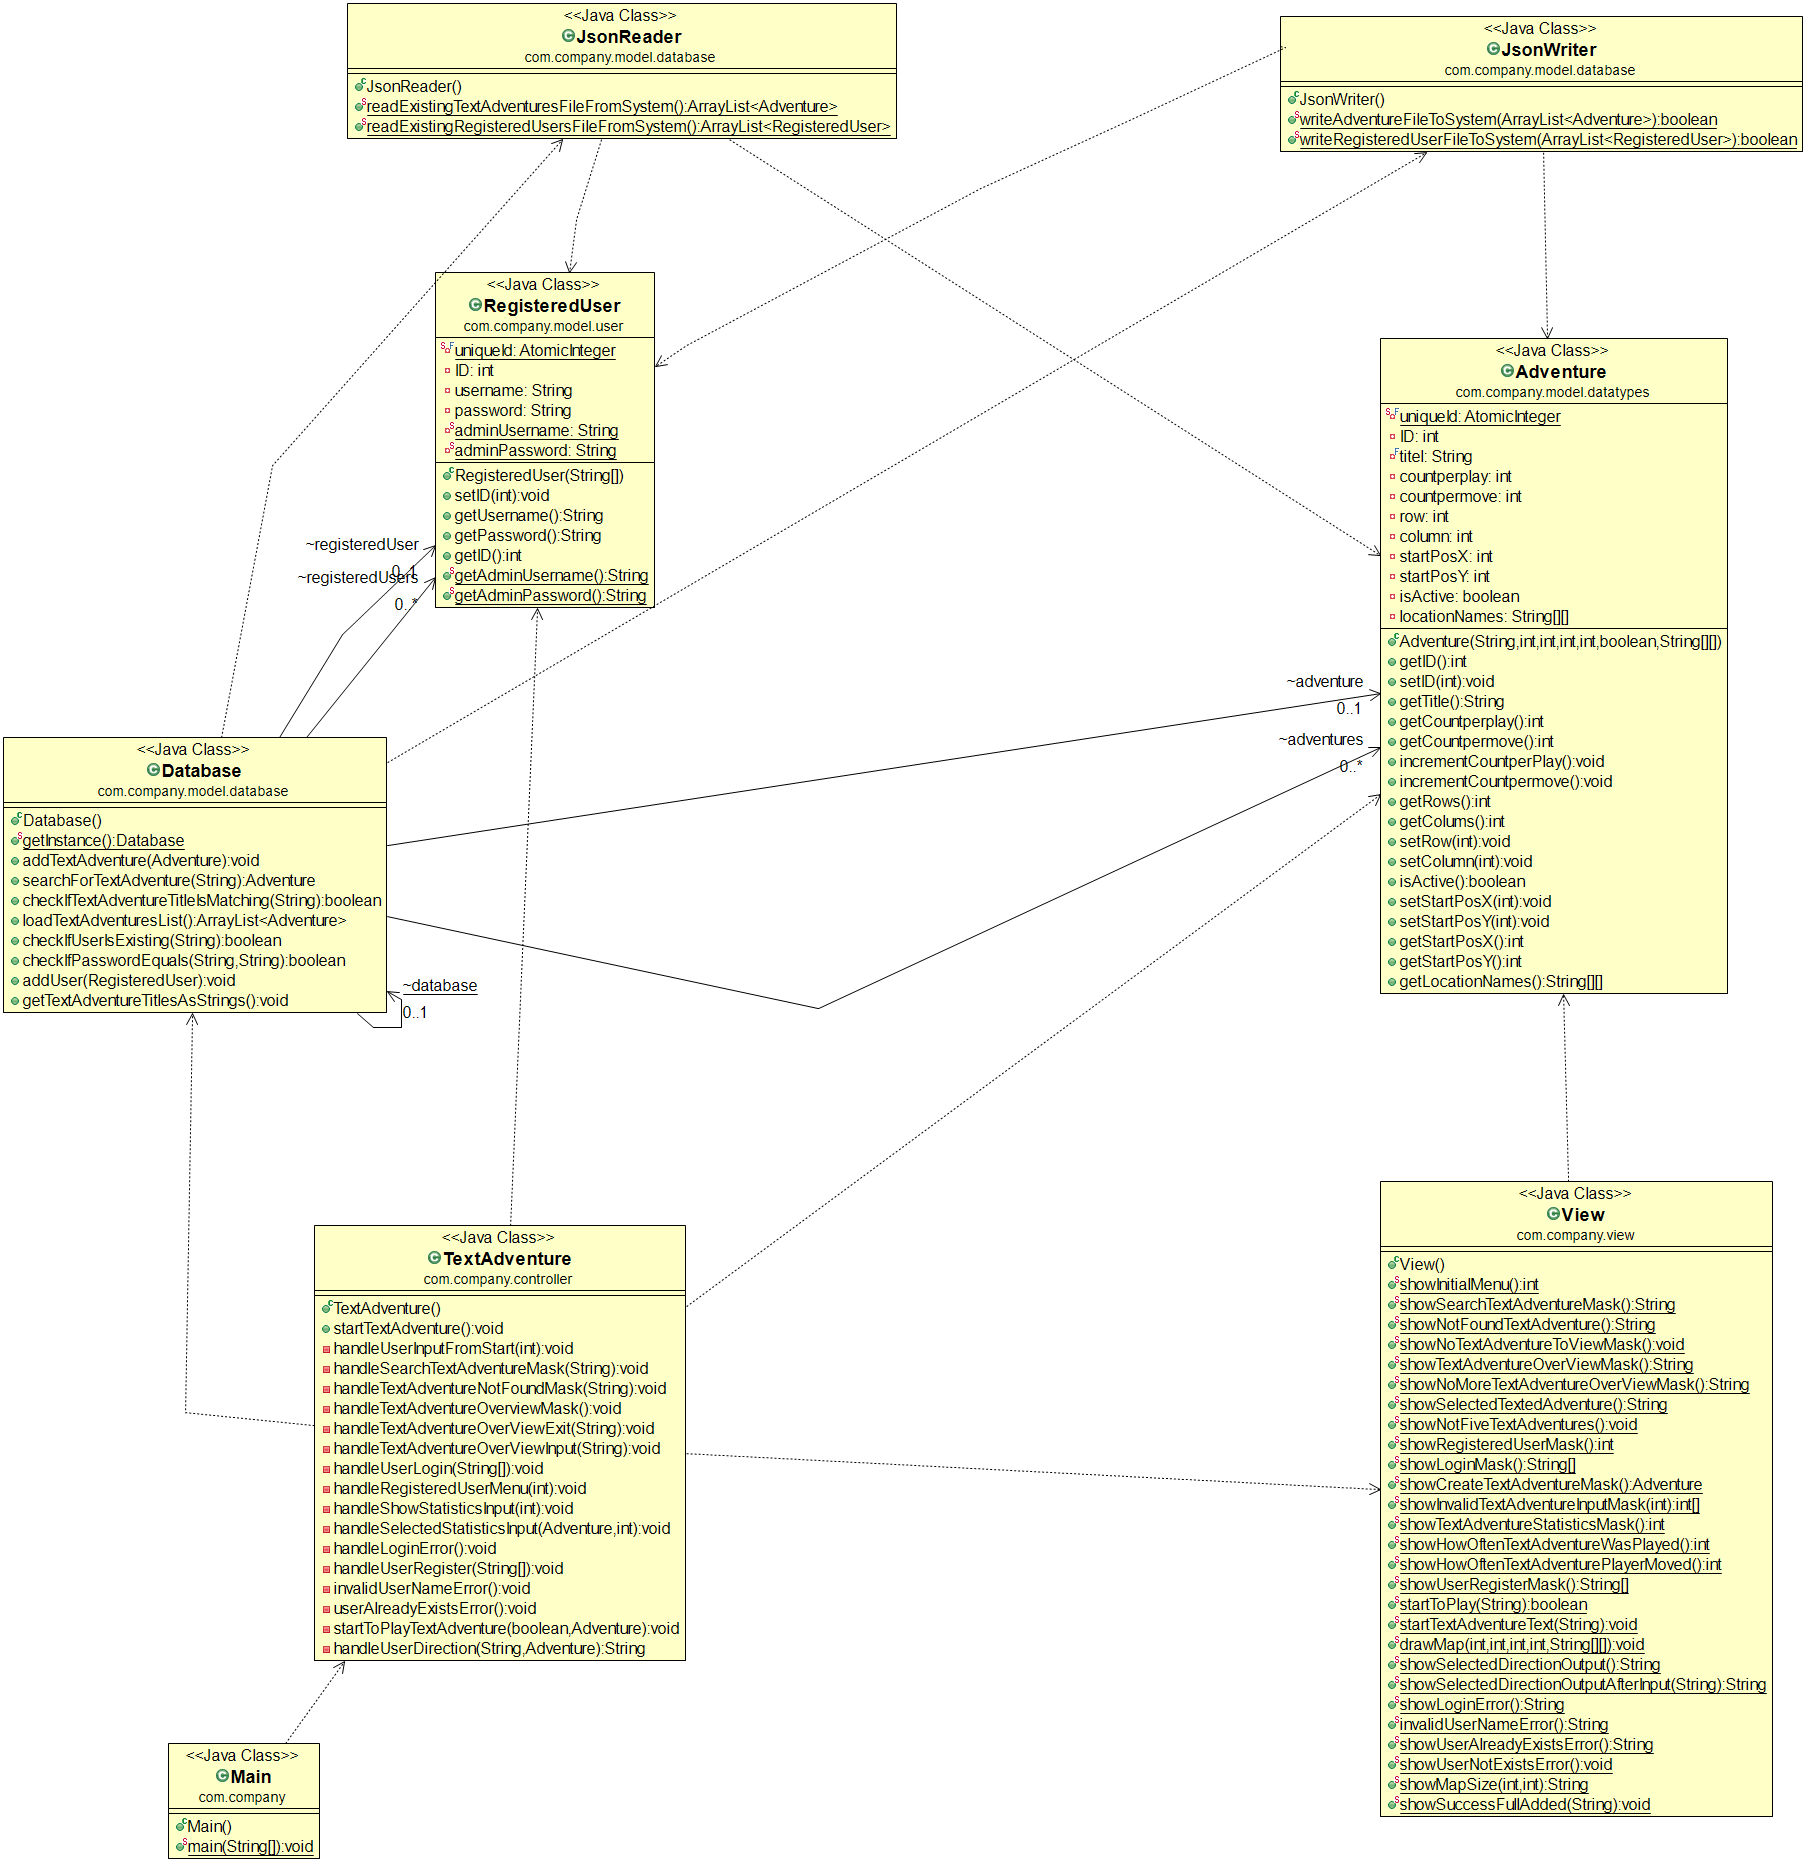 <<Java Class>>
JsonReader
com.company.model.database
JsonReader()
readExistingTextAdventuresFileFromSystem():ArrayList<Adventure>
readExistingRegisteredUsersFileFromSystem():ArrayList<RegisteredUser>
<<Java Class>>
JsonWriter
com.company.model.database
JsonWriter()
writeAdventureFileToSystem(ArrayList<Adventure>):boolean
writeRegisteredUserFileToSystem(ArrayList<RegisteredUser>):boolean
<<Java Class>>
RegisteredUser
com.company.model.user
uniqueId: AtomicInteger
ID: int
username: String
password: String
adminUsername: String
adminPassword: String
RegisteredUser(String[])
setID(int):void
getUsername():String
getPassword():String
getID():int
getAdminUsername():String
getAdminPassword():String
~registeredUser
0..1
~registeredUsers
0..*
<<Java Class>>
Adventure
com.company.model.datatypes
uniqueId: AtomicInteger
ID: int
titel: String
countperplay: int
countpermove: int
row: int
column: int
startPosX: int
startPosY: int
isActive: boolean
locationNames: String[][]
Adventure(String,int,int,int,int,boolean,String[][])
getID():int
setID(int):void
getTitle():String
getCountperplay():int
getCountpermove():int
incrementCountperPlay():void
incrementCountpermove():void
getRows():int
getColums():int
setRow(int):void
setColumn(int):void
isActive():boolean
setStartPosX(int):void
setStartPosY(int):void
getStartPosX():int
getStartPosY():int
getLocationNames():String[][]
~adventure
0..1
~adventures
0..*
<<Java Class>>
Database
com.company.model.database
Database()
getInstance():Database
addTextAdventure(Adventure):void
searchForTextAdventure(String):Adventure
checkIfTextAdventureTitleIsMatching(String):boolean
loadTextAdventuresList():ArrayList<Adventure>
checkIfUserIsExisting(String):boolean
checkIfPasswordEquals(String,String):boolean
addUser(RegisteredUser):void
getTextAdventureTitlesAsStrings():void
~database
0..1
<<Java Class>>
TextAdventure
com.company.controller
TextAdventure()
startTextAdventure():void
handleUserInputFromStart(int):void
handleSearchTextAdventureMask(String):void
handleTextAdventureNotFoundMask(String):void
handleTextAdventureOverviewMask():void
handleTextAdventureOverViewExit(String):void
handleTextAdventureOverViewInput(String):void
handleUserLogin(String[]):void
handleRegisteredUserMenu(int):void
handleShowStatisticsInput(int):void
handleSelectedStatisticsInput(Adventure,int):void
handleLoginError():void
handleUserRegister(String[]):void
invalidUserNameError():void
userAlreadyExistsError():void
startToPlayTextAdventure(boolean,Adventure):void
handleUserDirection(String,Adventure):String
<<Java Class>>
View
com.company.view
View()
showInitialMenu():int
showSearchTextAdventureMask():String
showNotFoundTextAdventure():String
showNoTextAdventureToViewMask():void
showTextAdventureOverViewMask():String
showNoMoreTextAdventureOverViewMask():String
showSelectedTextedAdventure():String
showNotFiveTextAdventures():void
showRegisteredUserMask():int
showLoginMask():String[]
showCreateTextAdventureMask():Adventure
showInvalidTextAdventureInputMask(int):int[]
showTextAdventureStatisticsMask():int
showHowOftenTextAdventureWasPlayed():int
showHowOftenTextAdventurePlayerMoved():int
showUserRegisterMask():String[]
startToPlay(String):boolean
startTextAdventureText(String):void
drawMap(int,int,int,int,String[][]):void
showSelectedDirectionOutput():String
showSelectedDirectionOutputAfterInput(String):String
showLoginError():String
invalidUserNameError():String
showUserAlreadyExistsError():String
showUserNotExistsError():void
showMapSize(int,int):String
showSuccessFullAdded(String):void
<<Java Class>>
Main
com.company
Main()
main(String[]):void